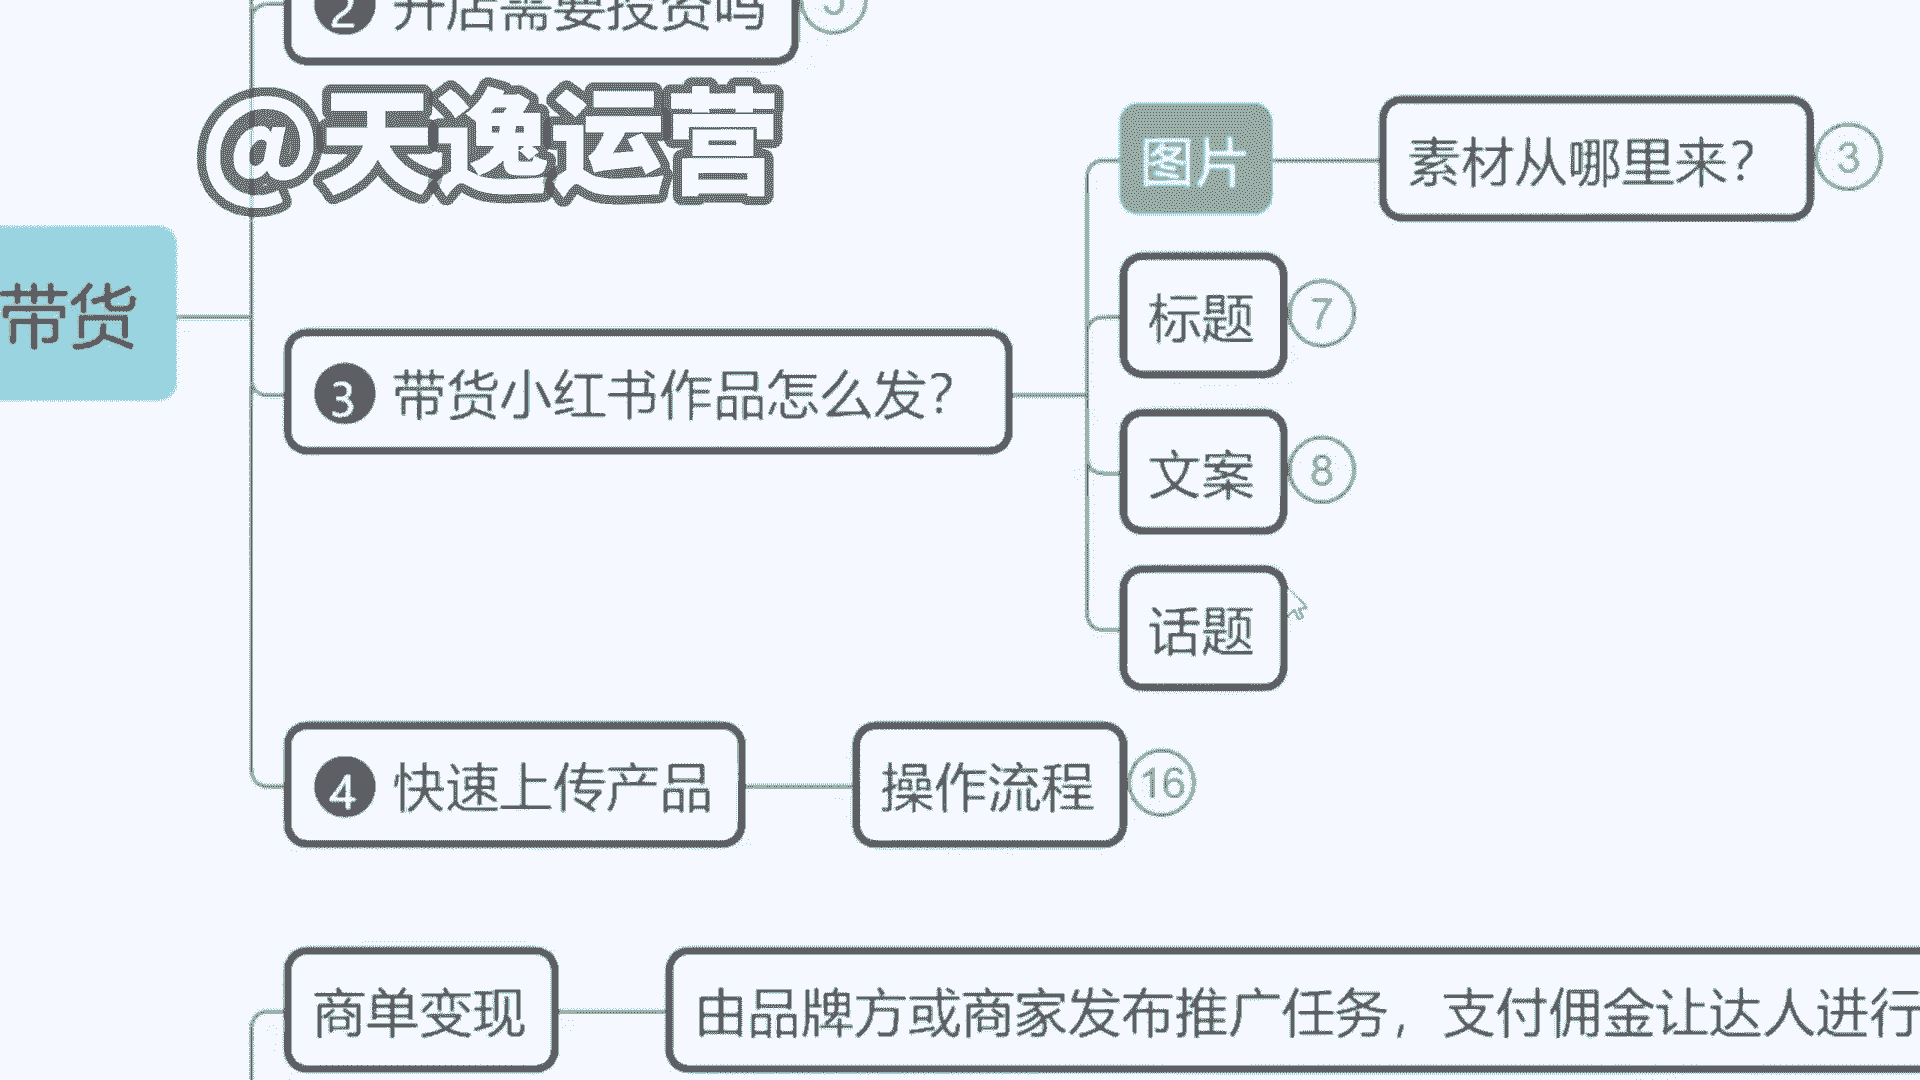 2 开店需要投资吗
@天逸运营
图片
素材从哪里来？
3
标题
7
带货
3 带货小红书作品怎么发？
文案
8
话题
4 快速上传产品
操作流程
16
商单变现
由品牌方或商家发布推广任务，支付佣金让达人进行